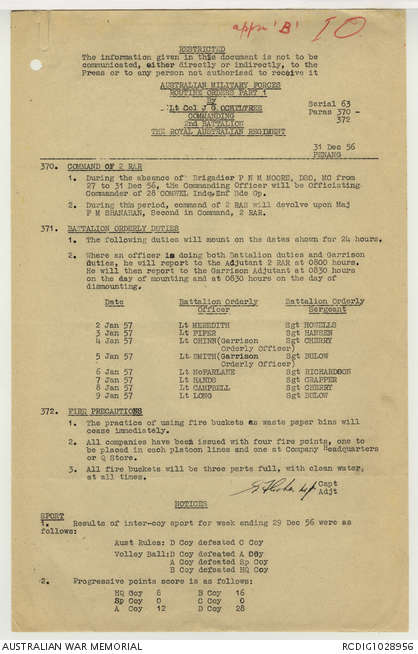 appx 'B' IO
RESTRICTED
The information given in this document is not to be
communicated, either directly or indirectly, to the
Press or to any person not authorised to receive it
AUSTRALIAN MILITARY FORCES
ROUTINE ORDERS PART 1
By
Lt Col J G OCHILTREE
COMMANDING
2nd BATTALION
THE ROYAL AUSTRALIAN REGIMENT
Serial 63
Paras 370 -
372
31 Dec 56
PENANG
370. COMMAND OF 2 RAR
1. During the absence of Brigadier P N M MOORE, DSO, MC from
27 to 31 Dec 56, the Commanding Officer will be Officiating
Commander of 28 COMWEL Indep Inf Bde Gp.
2. During this period, command of 2 RAR will devolve upon Maj
P M SHANAHAN, Second in Command, 2 RAR.
371. BATTALION ORDERLY DUTIES
1. The following duties will mount on the dates shown for 24 hours.
2. Where an officer is doing both Battalion duties and Garrison
duties, he will report to the Adjutant 2 RAR at 0800 hours.
He will then report to the Garrison Adjutant at 0830 hours
on the day of mounting and at 0830 hours on the day of
dismounting.
Date Battalion Orderly Officer Battalion Orderly Sergeant
2 Jan 57 Lt MEREDITH Sgt HOWELLS
3 Jan 57 Lt PIPER Sgt HANSEN
4 Jan 57 Lt CHINN (Garrison Orderly Officer) Sgt CHERRY
5 Jan 57 Lt SMITH (Garrison Orderly Officer) Sgt BULOW
6 Jan 57 Lt McFARLANE Sgt RICHARDSON
7 Jan 57 Lt HANDS Sgt GRAPPER
8 Jan 57 Lt CAMPBELL Sgt CHERRY
9 Jan 57 Lt LONG Sgt BULOW
372. FIRE PRECAUTIONS
1. The practice of using fire buckets as waste paper bins will
cease immediately.
2. All companies have been issued with four fire points, one to
be placed in each platoon lines and one at Company Headquarters
or Q Store.
3. All fire buckets will be three parts full, with clean water,
at all times.
Capt
Adjt
NOTICES
SPORT
1. Results of inter-coy sport for week ending 29 Dec 56 were as
follows:
Aust Rules: D Coy defeated C Coy
Volley Ball: D Coy defeated A Coy
A Coy defeated Sp Coy
B Coy defeated HQ Coy
2. Progressive points score is as follows:
HQ Coy 6 B Coy 16
Sp Coy 0 C Coy 0
A Coy 12 D Coy 28
AUSTRALIAN WAR MEMORIAL RCDIG1028956